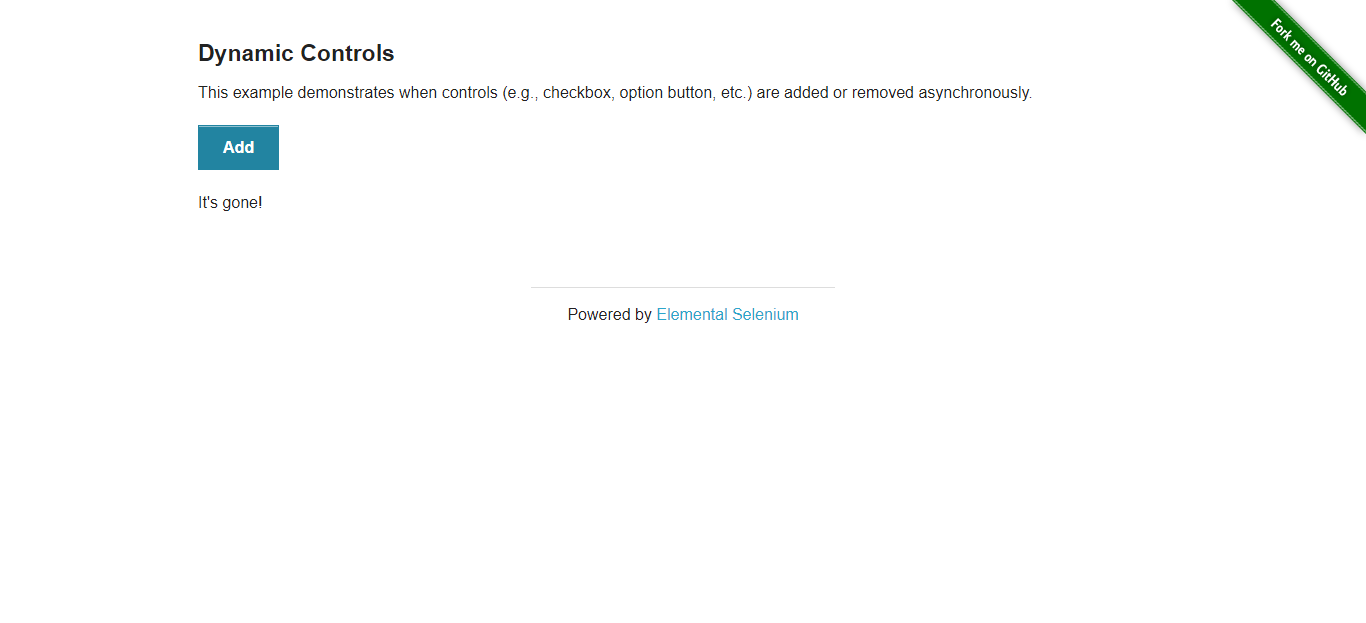 Dynamic Controls
This example demonstrates when controls (e.g., checkbox, option button, etc.) are added or removed asynchronously.
Add
It's gone!
Powered by Elemental Selenium
Fork me on GitHub